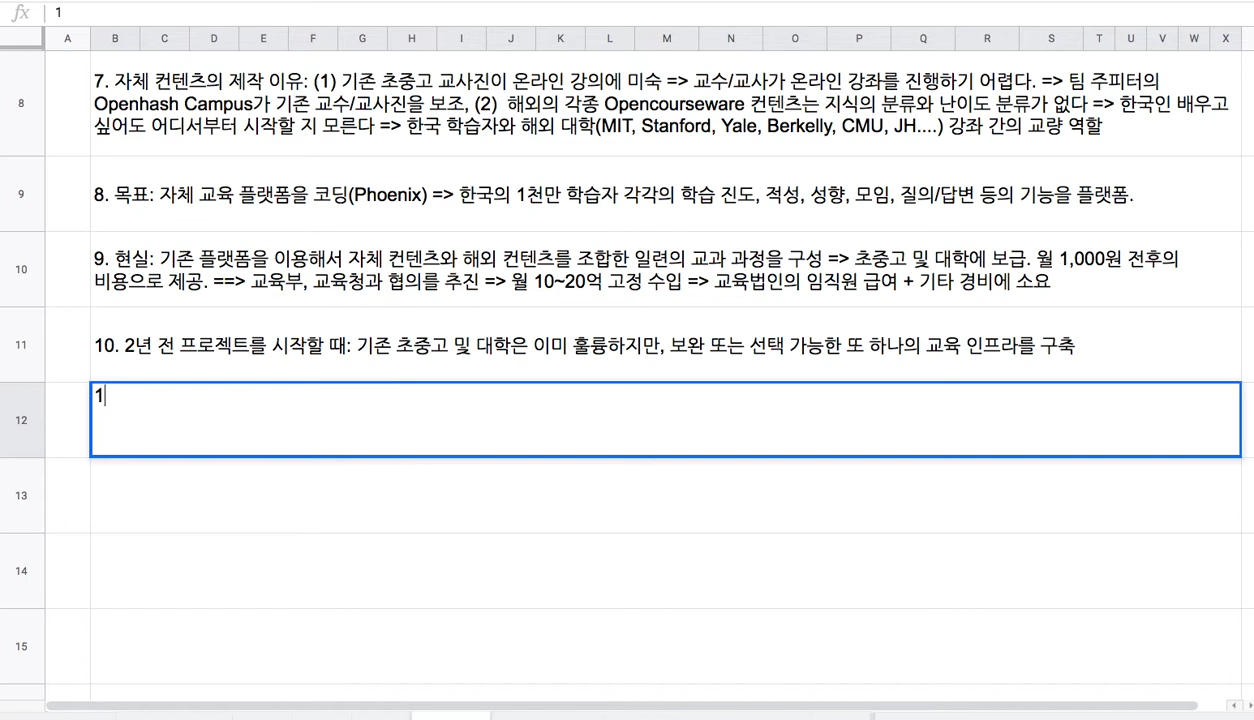 fx 1
A B C D E F G H I J K L M N O P Q R S T U V W X
8
7. 자체 컨텐츠의 제작 이유: (1) 기존 초중고 교사진이 온라인 강의에 미숙 => 교수/교사가 온라인 강좌를 진행하기 어렵다. => 팀 주피터의
Openhash Campus가 기존 교수/교사진을 보조, (2) 해외의 각종 Opencourseware 컨텐츠는 지식의 분류와 난이도 분류가 없다 => 한국인 배우고
싶어도 어디서부터 시작할 지 모른다 => 한국 학습자와 해외 대학(MIT, Stanford, Yale, Berkelly, CMU, JH....) 강좌 간의 교량 역할
9
8. 목표: 자체 교육 플랫폼을 코딩(Phoenix) => 한국의 1천만 학습자 각각의 학습 진도, 적성, 성향, 모임, 질의/답변 등의 기능을 플랫폼.
10
9. 현실: 기존 플랫폼을 이용해서 자체 컨텐츠와 해외 컨텐츠를 조합한 일련의 교과 과정을 구성 => 초중고 및 대학에 보급. 월 1,000원 전후의
비용으로 제공. ==> 교육부, 교육청과 협의를 추진 => 월 10~20억 고정 수입 => 교육법인의 임직원 급여 + 기타 경비에 소요
11
10. 2년 전 프로젝트를 시작할 때: 기존 초중고 및 대학은 이미 훌륭하지만, 보완 또는 선택 가능한 또 하나의 교육 인프라를 구축
12
1
13
14
15